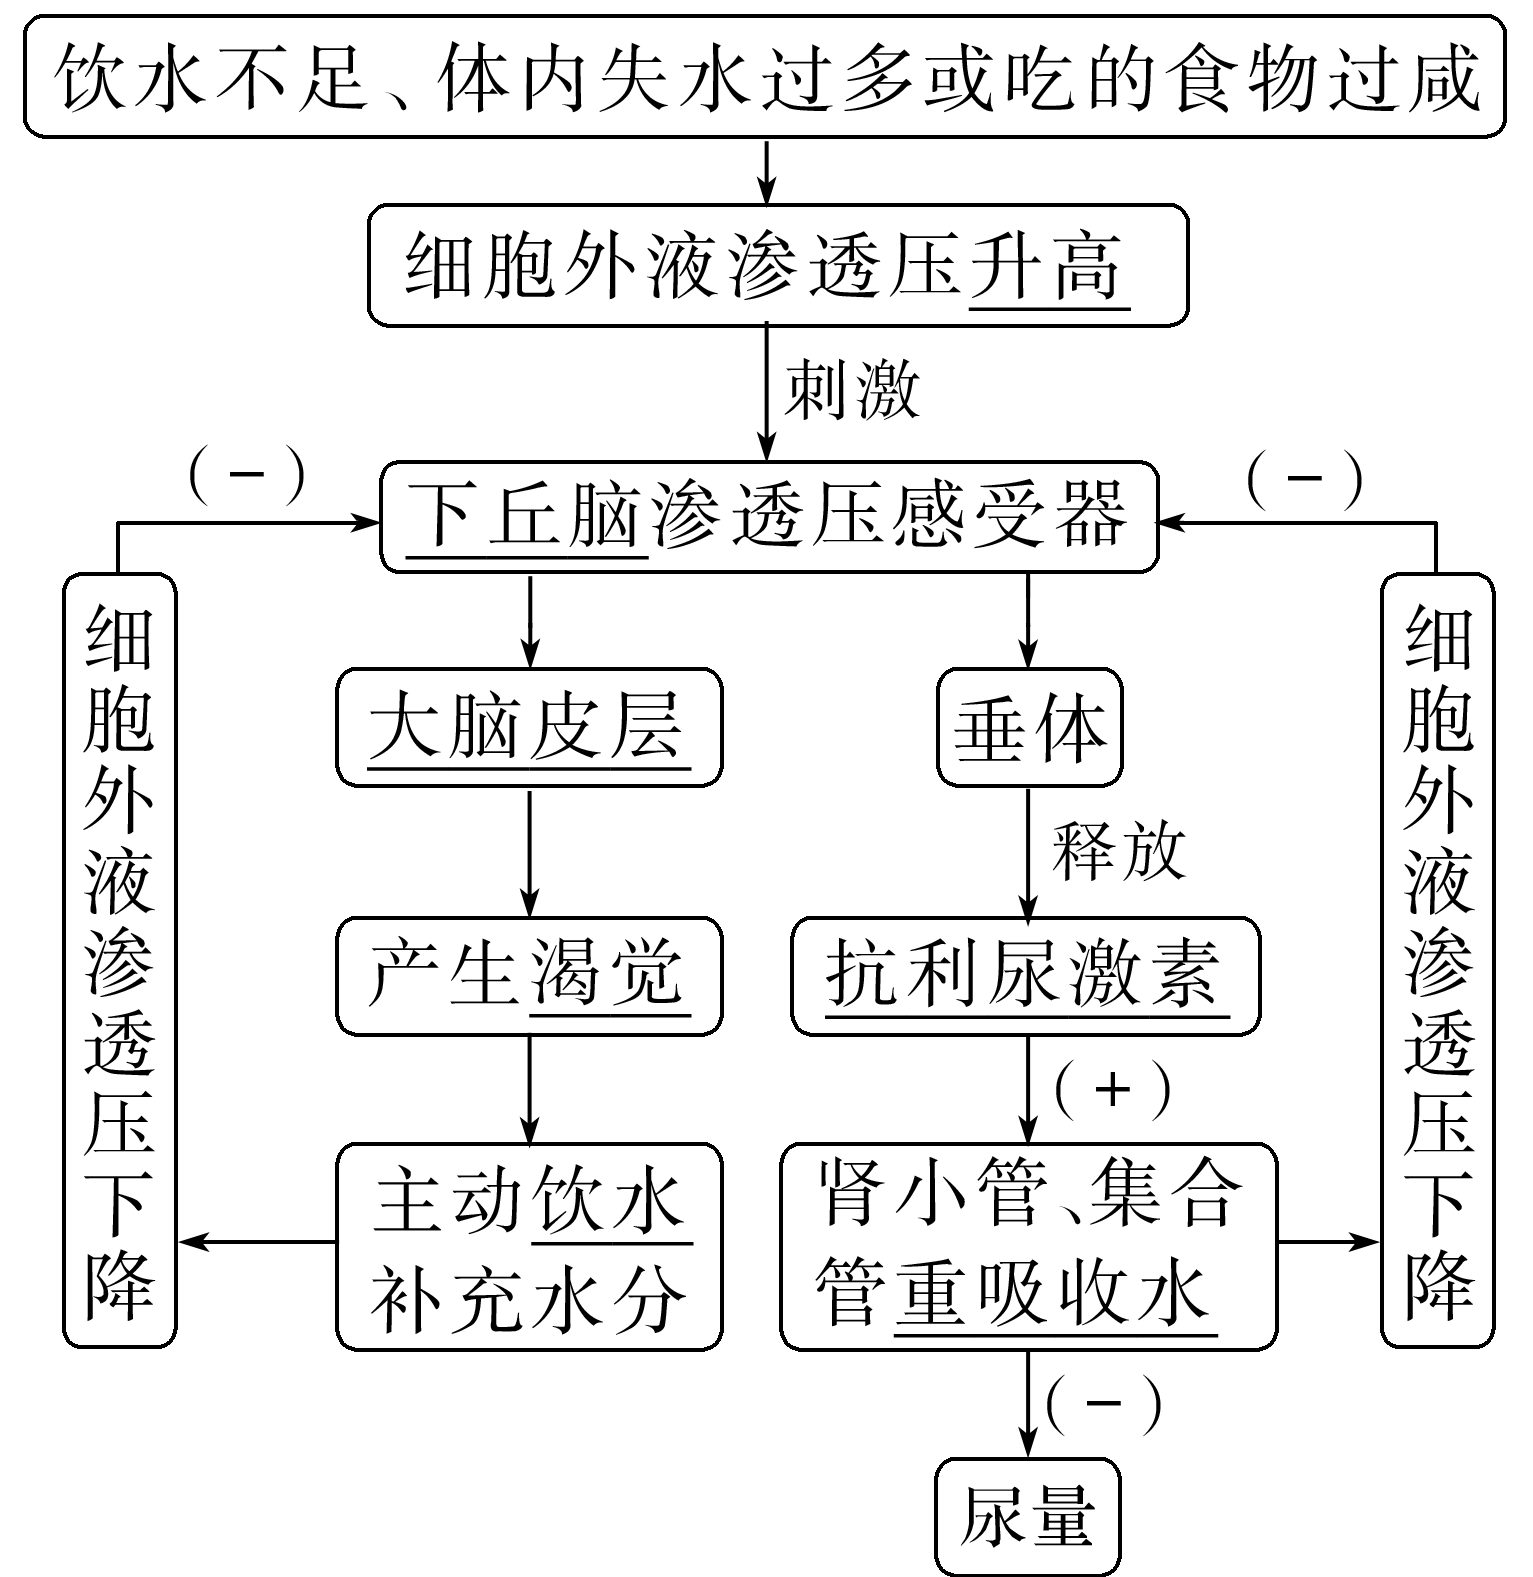 饮水不足、体内失水过多或吃的食物过咸
细胞外液渗透压升高
刺激
(-)
(-)
下丘脑渗透压感受器
细胞外液渗透压下降
大脑皮层
垂体
细胞外液渗透压下降
释放
产生渴觉
抗利尿激素
(+)
主动饮水
补充水分
肾小管、集合
管重吸收水
(-)
尿量